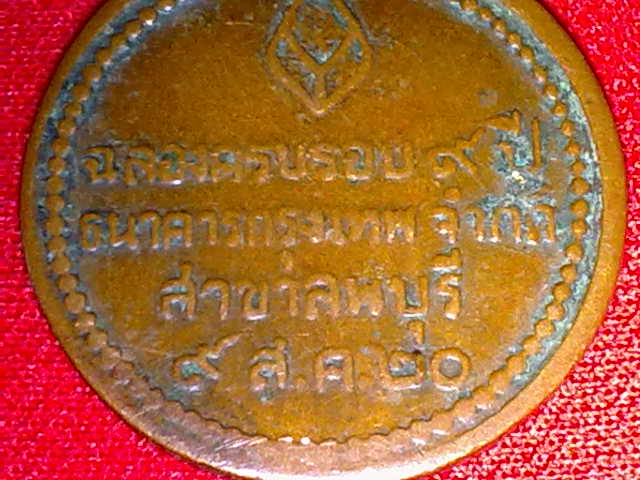 ฉลองครบรอบ ๙ ปี
ธนาคารกรุงเทพ จำกัด
สาขาลพบุรี
๙ ส.ค.๒๐